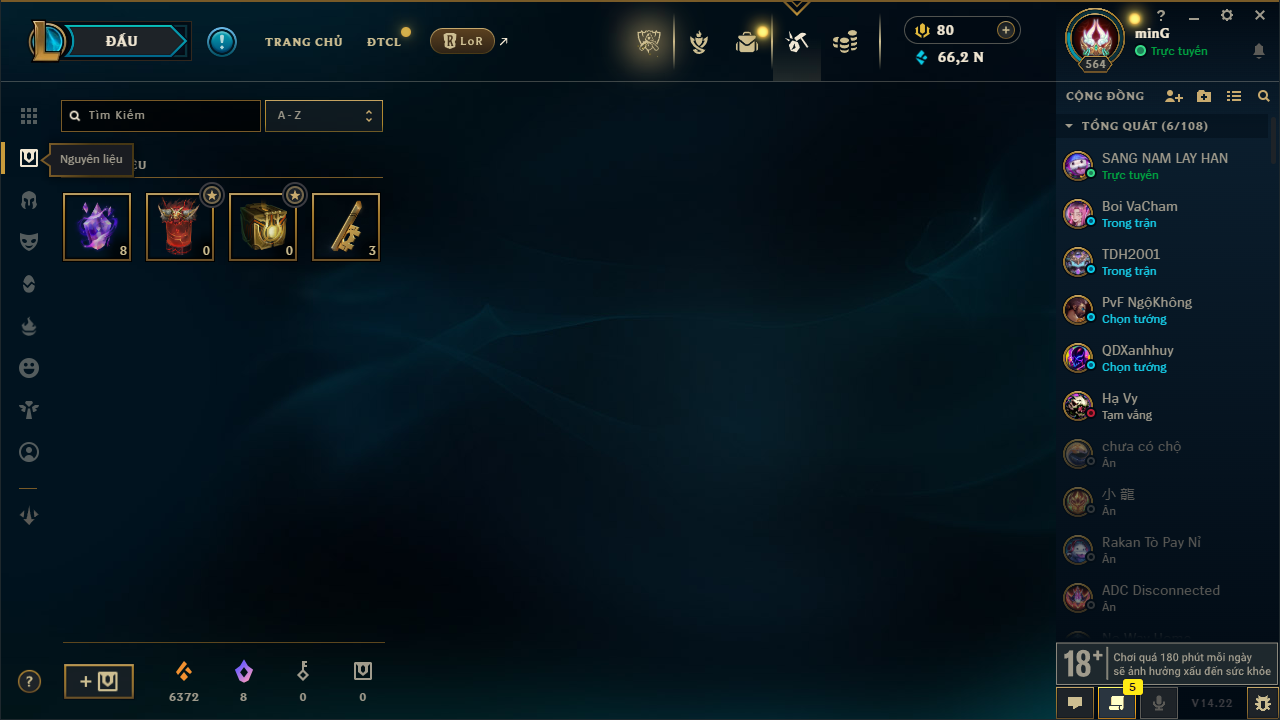 ĐẤU
TRANG CHỦ
ĐTCL
R LoR
80
66,2 N
564
?
minG
Trực tuyến
Tìm Kiếm
A - Z
Nguyên liệu
8
0
0
3
?
+
6372
8
0
0
CỘNG ĐỒNG
TỔNG QUÁT (6/108)
SANG NAM LAY HAN
Trực tuyến
Boi VaCham
Trong trận
TDH2001
Trong trận
PvF NgộKhông
Chọn tướng
QDXanhhuy
Chọn tướng
Hạ Vy
Tạm vắng
chưa có chộ
Ẩn
小 龍
Ẩn
Rakan Tò Pay Nỉ
Ẩn
ADC Disconnected
Ẩn
18+
Chơi quá 180 phút mỗi ngày
sẽ ảnh hưởng xấu đến sức khỏe
5
V14.22